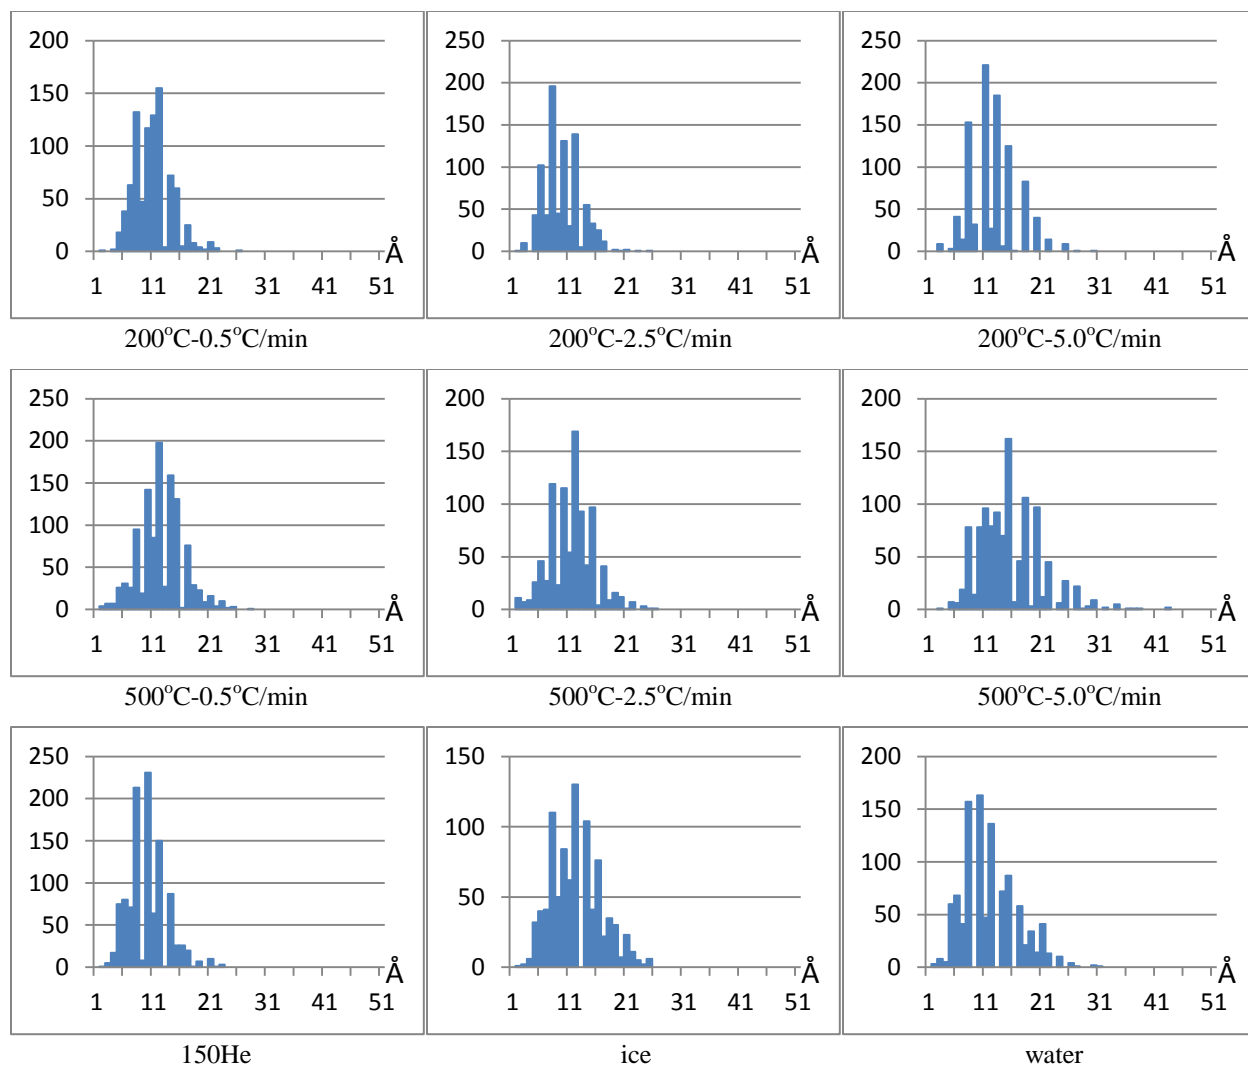 200 250 250
150 200 200
100 150 150
50 100 100
0 50 50
0 0
Å Å Å
1 11 21 31 41 51 1 11 21 31 41 51 1 11 21 31 41 51
200°C-0.5°C/min 200°C-2.5°C/min 200°C-5.0°C/min
250 200 200
200 150 150
150 100 100
100 50 50
50 0 0
0
Å Å Å
1 11 21 31 41 51 1 11 21 31 41 51 1 11 21 31 41 51
500°C-0.5°C/min 500°C-2.5°C/min 500°C-5.0°C/min
250 150 200
200 100 150
150 50 100
100 0 50
50 0
0
Å Å Å
1 11 21 31 41 51 1 11 21 31 41 51 1 11 21 31 41 51
150He ice water